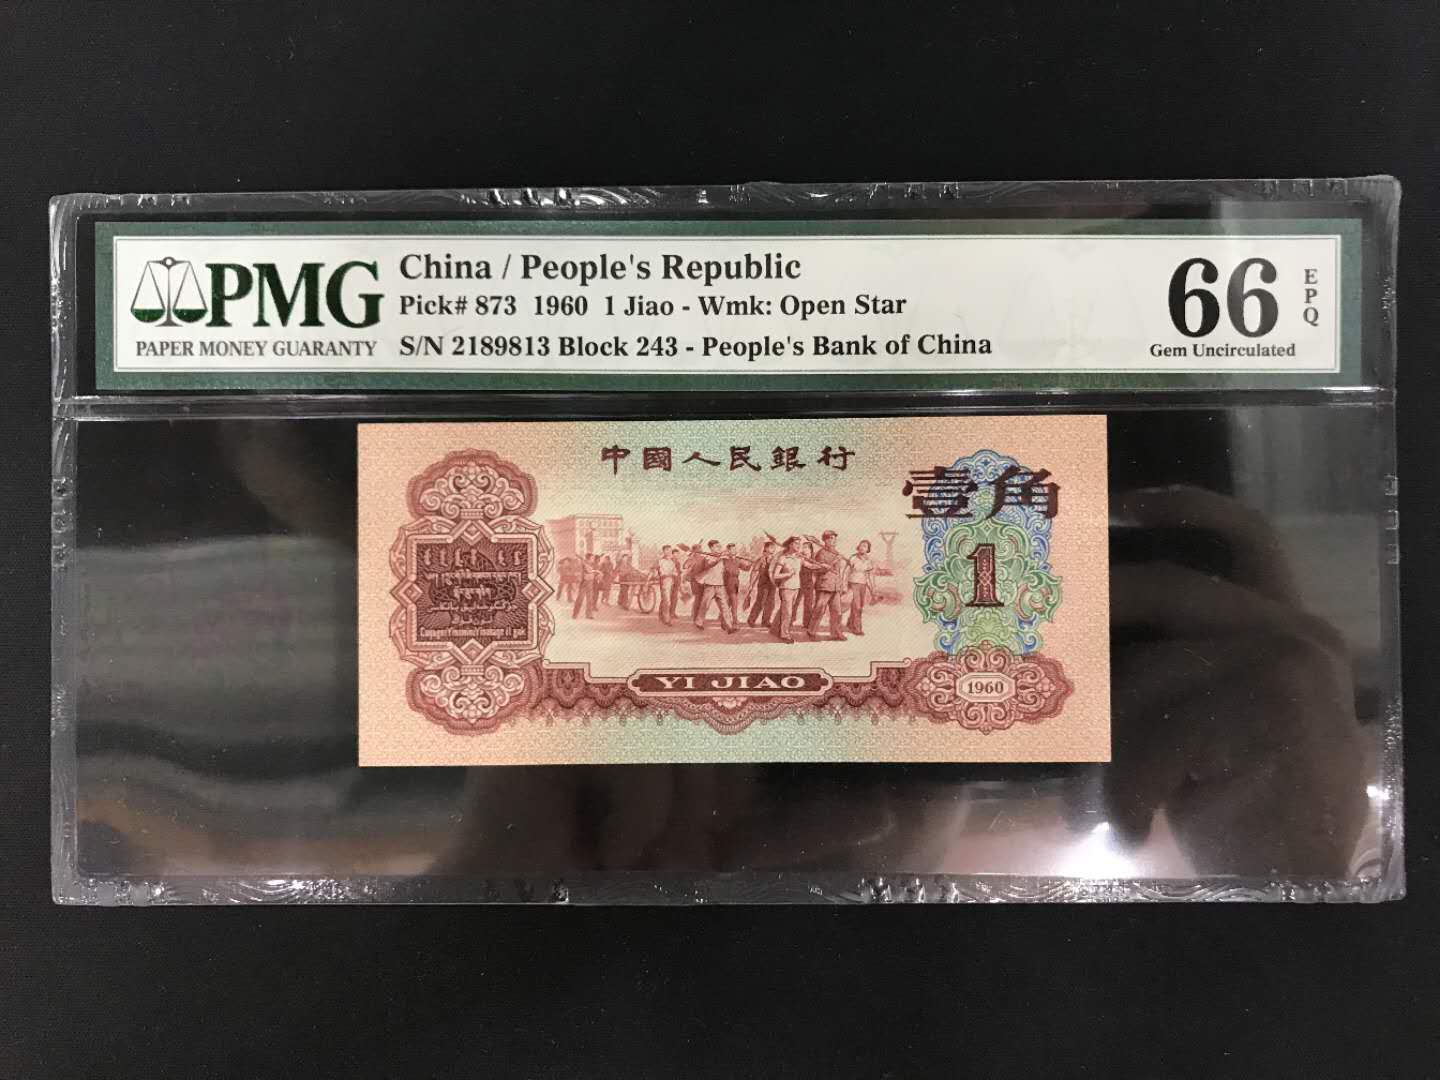 PMG
PAPER MONEY GUARANTY
China / People's Republic
Pick# 873 1960 1 Jiao - Wmk: Open Star
S/N 2189813 Block 243 - People's Bank of China
66
EPQ
Gem Uncirculated
中國人民銀行
壹角
1
YI JIAO
1960